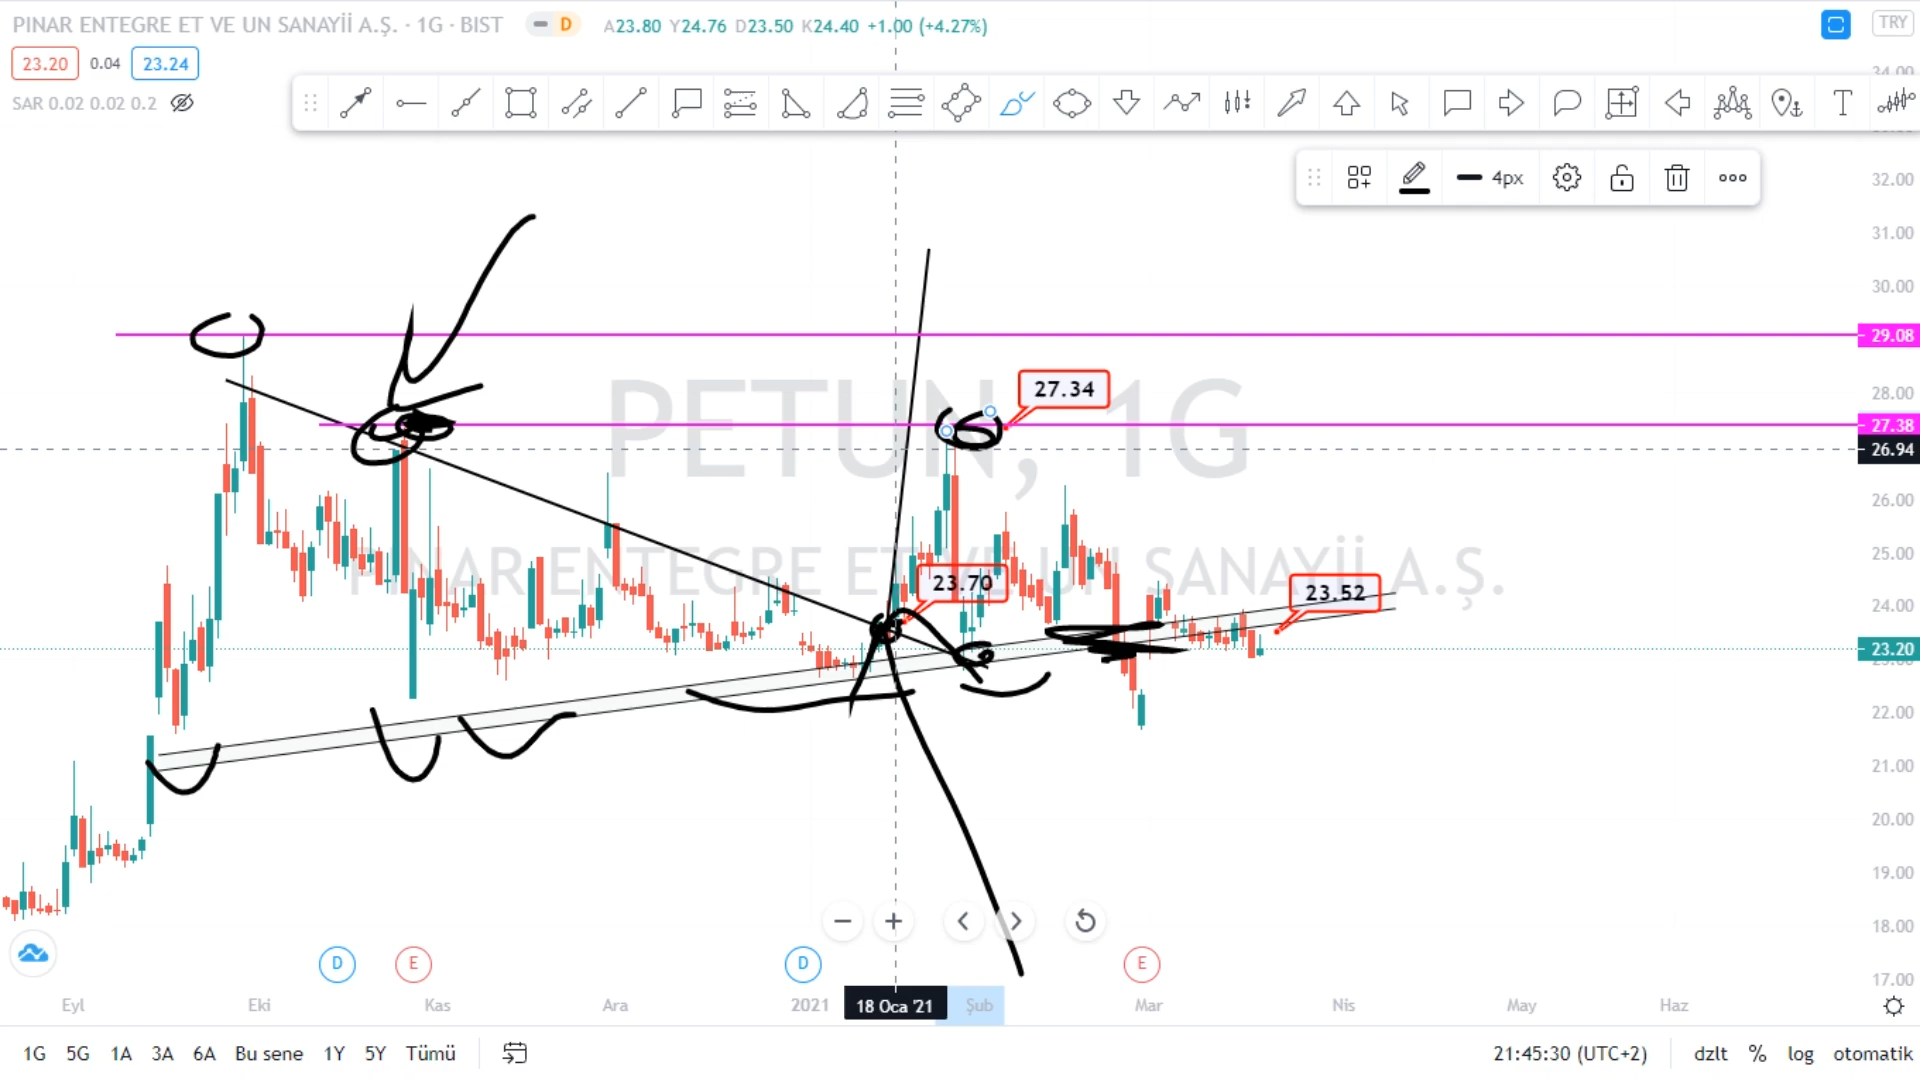 PINAR ENTEGRE ET VE UN SANAYİİ A.Ş. · 1G · BIST D A23.80 Y24.76 D23.50 K24.40 +1.00 (+4.27%) TRY
23.20 0.04 23.24
SAR 0.02 0.02 0.2
T
4px
34.00
32.00
31.00
30.00
29.08
28.00
27.38
26.94
26.00
25.00
24.00
23.20
22.00
21.00
20.00
19.00
18.00
17.00
PETUN, 1G
PINAR ENTEGRE ET VE UN SANAYİİ A.Ş.
27.34
23.70
23.52
D E D E
Eyl Eki Kas Ara 2021 18 Oca '21 Şub Mar Nis May Haz
1G 5G 1A 3A 6A Bu sene 1Y 5Y Tümü 21:45:30 (UTC+2) dzlt % log otomatik